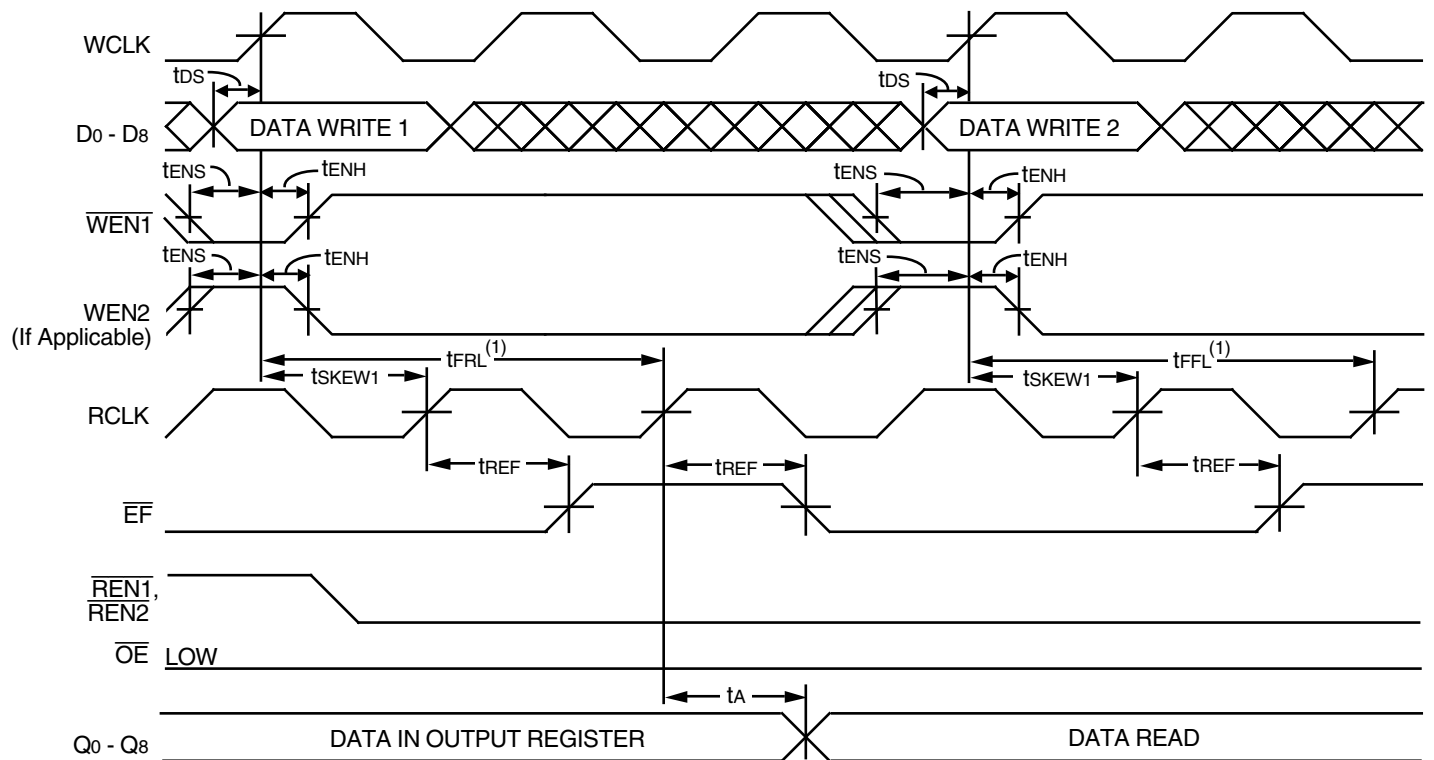 WCLK
tDS tDS
D0 - D8 DATA WRITE 1 DATA WRITE 2
tENS tENH tENS tENH
WEN1
tENS tENH tENS tENH
WEN2
(If Applicable)
tFRL(1) tFFL(1)
tSKEW1 tSKEW1
RCLK
tREF tREF tREF
EF
REN1,
REN2
OE LOW
tA
Q0 - Q8 DATA IN OUTPUT REGISTER DATA READ